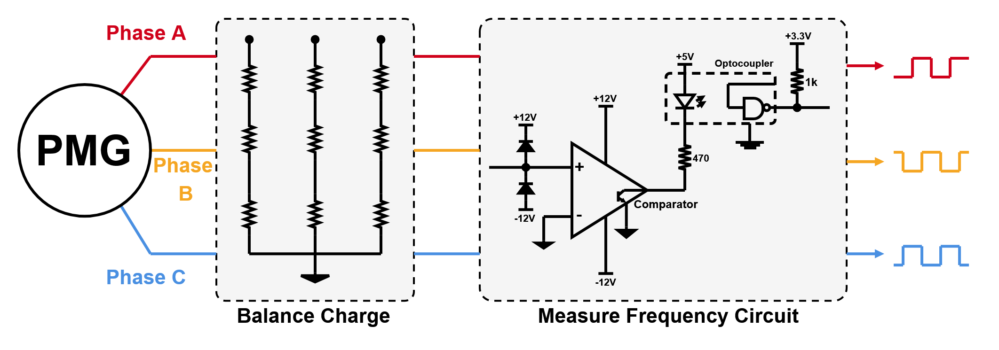 Phase A
PMG
Phase
B
Phase C
Balance Charge
+12V
-12V
+12V
+
-
-12V
Comparator
+5V
Optocoupler
470
+3.3V
1k
Measure Frequency Circuit